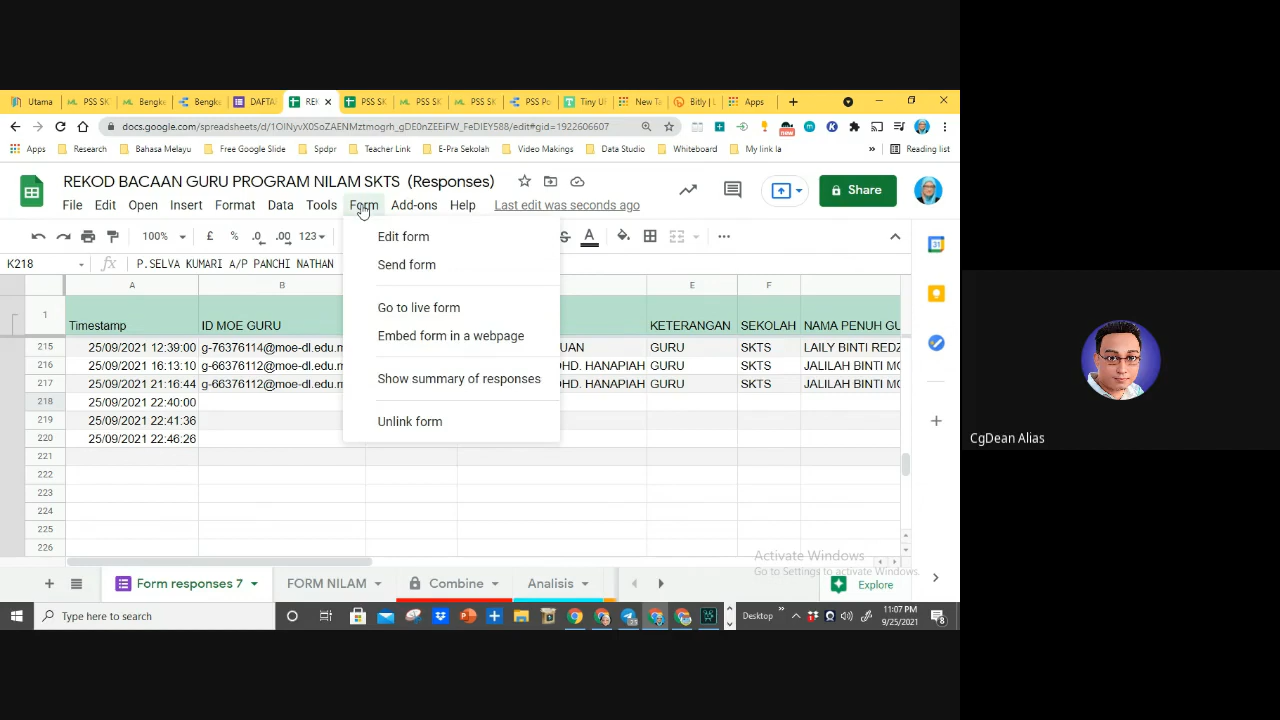 Utama PSS SK Bengke Bengke DAFTA REK PSS SK PSS SK PSS SK PSS Po Tiny U New Ta Bitly | L Apps
docs.google.com/spreadsheets/d/1OINyvX0SoZAENMztmogrh_gDE0nZEEiFW_FeDIEY588/edit#gid=1922606607
new
Apps Research Bahasa Melayu Free Google Slide Spdpr Teacher Link E-Pra Sekolah Video Makings Data Studio Whiteboard My link la » Reading list
REKOD BACAAN GURU PROGRAM NILAM SKTS (Responses)
Share
File Edit Open Insert Format Data Tools Form Add-ons Help Last edit was seconds ago
100% £ % .0 .00 123
Edit form
Send form
Go to live form
Embed form in a webpage
Show summary of responses
Unlink form
K218 fx P.SELVA KUMARI A/P PANCHI NATHAN
A B E F
1 Timestamp ID MOE GURU KETERANGAN SEKOLAH NAMA PENUH GU
215 25/09/2021 12:39:00 g-76376114@moe-dl.edu.m UAN GURU SKTS LAILY BINTI REDZ
216 25/09/2021 16:13:10 g-66376112@moe-dl.edu.m OHD. HANAPIAH GURU SKTS JALILAH BINTI MO
217 25/09/2021 21:16:44 g-66376112@moe-dl.edu.m OHD. HANAPIAH GURU SKTS JALILAH BINTI MO
218 25/09/2021 22:40:00
219 25/09/2021 22:41:36
220 25/09/2021 22:46:26
221
222
223
224
225
226
Activate Windows
Go to Settings to activate Windows.
Form responses 7 FORM NILAM Combine Analisis Explore
Type here to search Desktop » 11:07 PM
9/25/2021
8
CgDean Alias